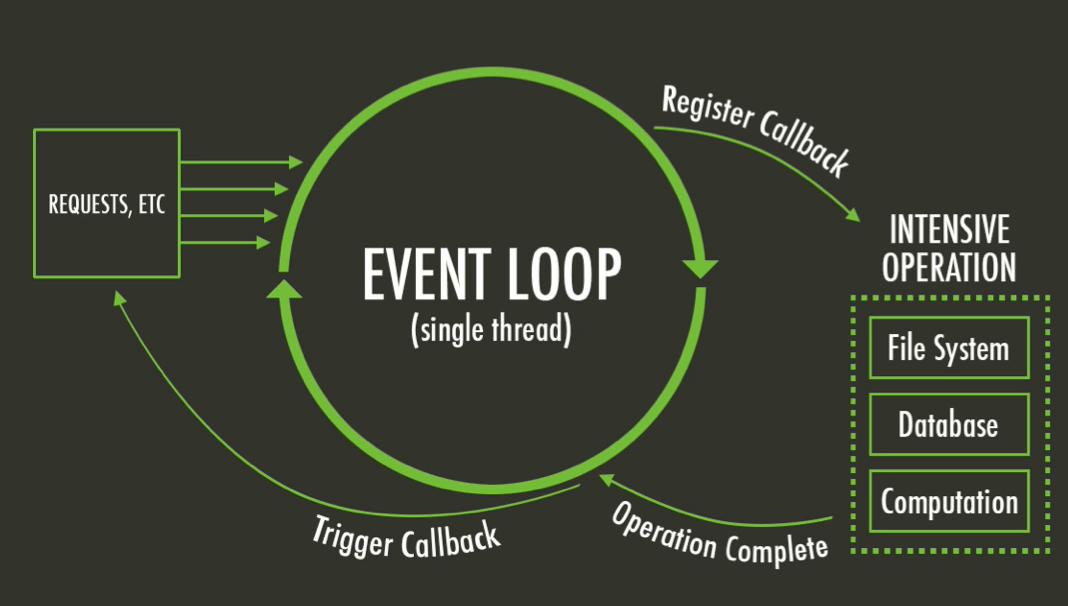 Register Callback
REQUESTS, ETC
INTENSIVE
OPERATION
EVENT LOOP
(single thread)
File System
Database
Computation
Trigger Callback
Operation Complete